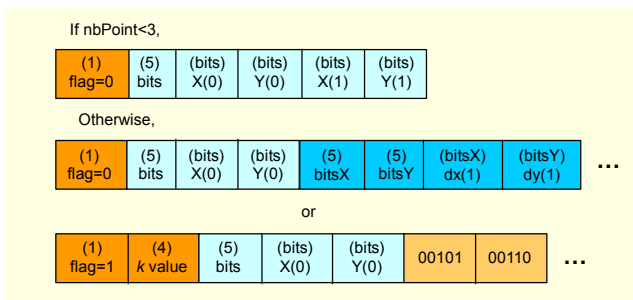 If nbPoint<3,
(1) (5) (bits) (bits) (bits) (bits)
flag=0 bits X(0) Y(0) X(1) Y(1)
Otherwise,
(1) (5) (bits) (bits) (5) (5) (bitsX) (bitsY)
flag=0 bits X(0) Y(0) bitsX bitsY dx(1) dy(1) ...
or
(1) (4) (5) (bits) (bits)
flag=1 k value bits X(0) Y(0) 00101 00110 ...